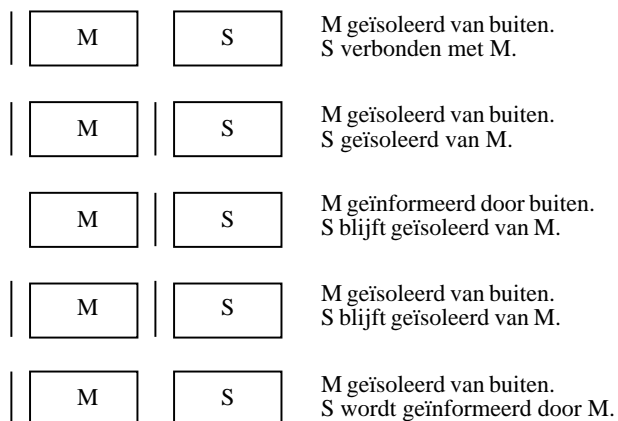 M S M geïsoleerd van buiten.
S verbonden met M.
M S M geïsoleerd van buiten.
S geïsoleerd van M.
M S M geïnformeerd door buiten.
S blijft geïsoleerd van M.
M S M geïsoleerd van buiten.
S blijft geïsoleerd van M.
M S M geïsoleerd van buiten.
S wordt geïnformeerd door M.